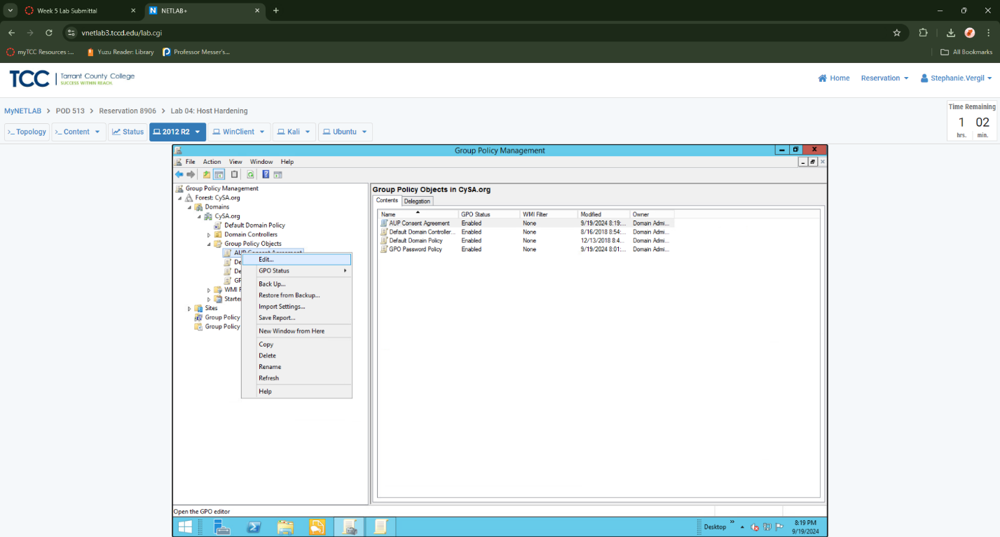 Week 5 Lab Submittal
NETLAB+
vnetlab3.tccd.edu/lab.cgi
myTCC Resources :...
Yuzu Reader: Library
Professor Messer's...
All Bookmarks
TCC
Tarrant County College
SUCCESS WITHIN REACH.
Home
Reservation
Stephanie.Vergil
MyNETLAB > POD 513 > Reservation 8906 > Lab 04: Host Hardening
Time Remaining
1 02
hrs. min.
>_ Topology
>_ Content
Status
2012 R2
WinClient
Kali
Ubuntu
Group Policy Management
File Action View Window Help
Group Policy Management
Forest: CySA.org
Domains
CySA.org
Default Domain Policy
Domain Controllers
Group Policy Objects
AUP Consent Agreement
De
De
GP
WMI F
Starte
Sites
Group Policy
Group Policy
Edit...
GPO Status
Back Up...
Restore from Backup...
Import Settings...
Save Report...
New Window from Here
Copy
Delete
Rename
Refresh
Help
Group Policy Objects in CySA.org
Contents Delegation
Name GPO Status WMI Filter Modified Owner
AUP Consent Agreement Enabled None 9/19/2024 8:19:... Domain Admi...
Default Domain Controller... Enabled None 8/16/2018 8:54:... Domain Admi...
Default Domain Policy Enabled None 12/13/2018 8:4... Domain Admi...
GPO Password Policy Enabled None 9/19/2024 8:01:... Domain Admi...
Open the GPO editor
Desktop
8:19 PM
9/19/2024